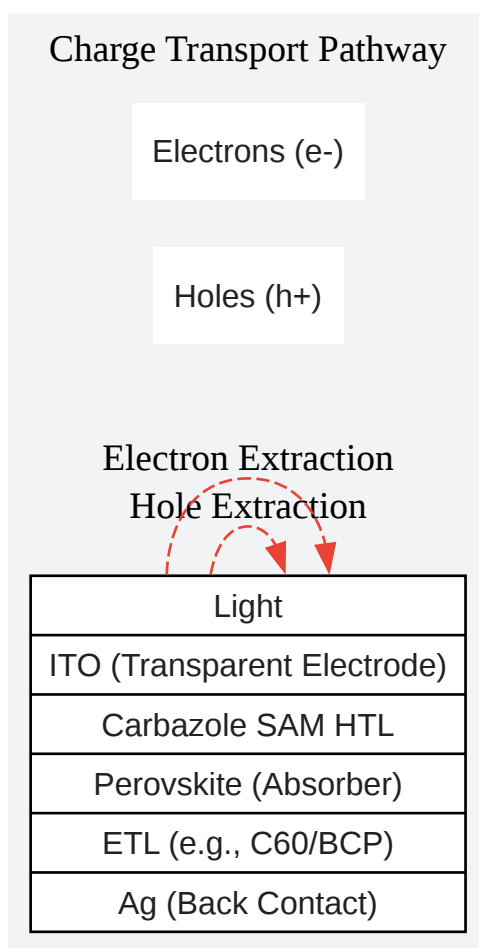 Charge Transport Pathway
Electrons (e-)
Holes (h+)
Electron Extraction
Hole Extraction
Light
ITO (Transparent Electrode)
Carbazole SAM HTL
Perovskite (Absorber)
ETL (e.g., C60/BCP)
Ag (Back Contact)